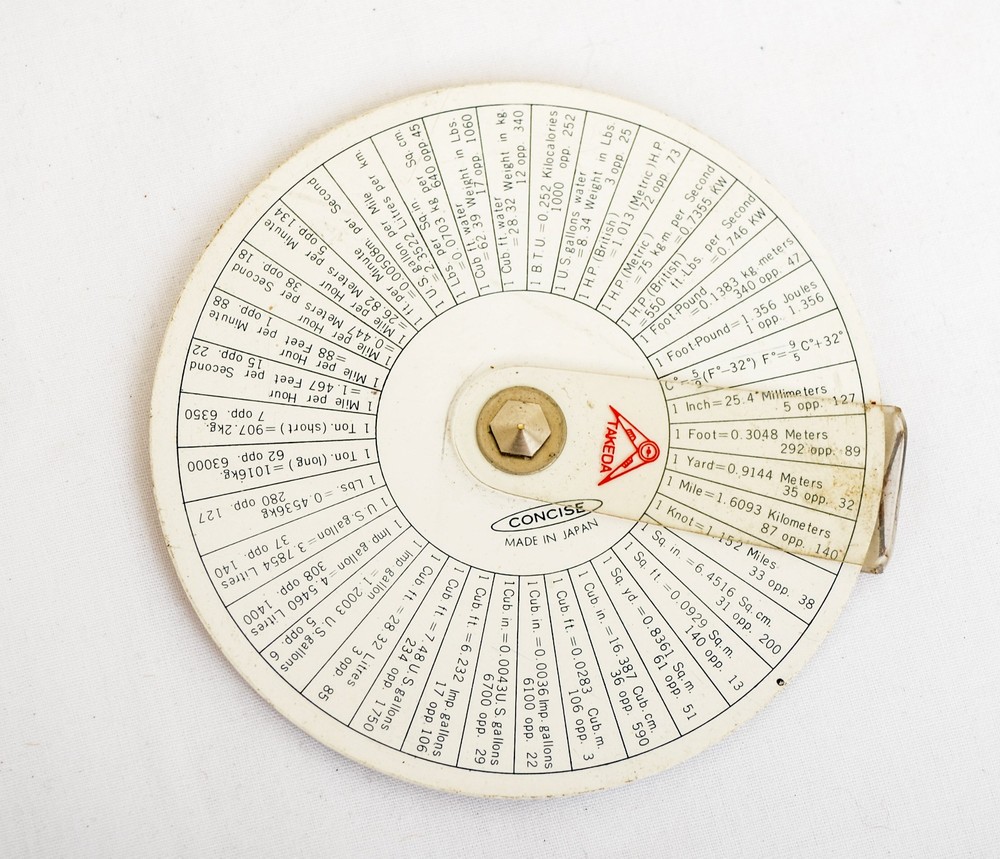 TAKEDA
CONCISE
MADE IN JAPAN
C°=5/9(F°-32°) F°=9/5C°+32°
1 Inch=25.4 Millimeters
5 opp. 127
1 Foot=0.3048 Meters
292 opp. 89
1 Yard=0.9144 Meters
35 opp. 32
1 Mile=1.6093 Kilometers
87 opp. 140
1 Knot=1.152 Miles
33 opp. 38
1 Sq. in.=6.4516 Sq. cm.
31 opp. 200
1 Sq. ft.=0.0929 Sq. m.
140 opp. 13
1 Sq. yd.=0.8361 Sq. m.
61 opp. 51
1 Cub. in.=16.387 Cub. cm.
36 opp. 590
1 Cub. ft.=0.0283 Cub. m.
106 opp. 3
1 Cub. in.=0.0036 Imp. gallons
6100 opp. 22
1 Cub. in.=0.0043 U.S gallons
6700 opp. 29
1 Cub. ft.=6.232 Imp. gallons
17 opp 106
1 Cub. ft.=7.48 U.S gallons
234 opp. 1750
1 Cub. ft.=28.32 Litres
3 opp. 85
1 Imp gallon=1.2003 U.S. gallons
5 opp. 6
1 Imp gallon=4.5460 Litres
308 opp. 1400
1 U.S. gallon=3.7854 Litres
37 opp. 140
1 Lbs.=0.4536kg
280 opp. 127
1 Ton. (long)=1016kg.
62 opp. 63000
1 Ton. (short)=907.2kg.
7 opp. 6350
1 Mile per Hour
=1.467 Feet per Second
15 opp. 22
1 Mile per Hour
=88 Feet per Minute
1 opp. 88
1 Mile per Hour
=0.447 Meters per Second
38 opp. 18
1 Mile per Hour
=26.82 Meters per Minute
5 opp. 134
1 ft per Minute
=0.00508m. per Second
1 U.S. gallon per Mile
=2.3522 Litres per km.
1 Lbs per Sq. in.
=0.0703 kg per Sq. cm.
640 opp. 45
1 Cub ft. water
=62.39 Weight in Lbs.
17 opp 1060
1 Cub. ft water
=28.32 Weight in kg.
12 opp. 340
1 B.T.U.=0.252 Kilocalories
1000 opp. 252
1 U.S gallons water
=8.34 Weight in Lbs
3 opp. 25
1 H.P. (British)
=1.013 (Metric) H.P
72 opp. 73
1 H.P. (Metric)
=75 kg-m. per Second
=0.7355 KW
1 H.P. (British)
=550 ft. Lbs. per Second
=0.746 KW
1 Foot-Pound
=0.1383 kg.-meters
340 opp. 47
1 Foot-Pound=1.356 Joules
1 opp. 1.356